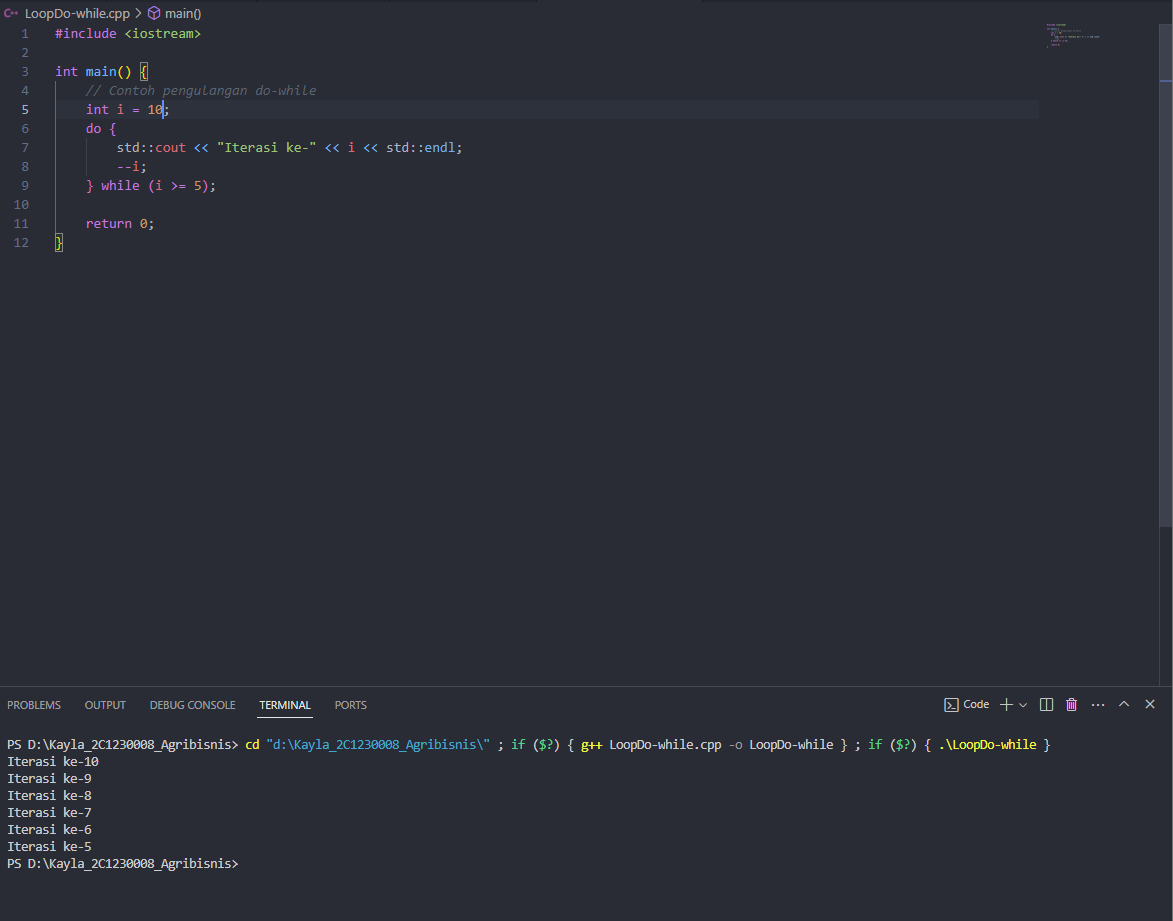 LoopDo-while.cpp > main()
1 #include <iostream>
2
3 int main() {
4 // Contoh pengulangan do-while
5 int i = 10;
6 do {
7 std::cout << "Iterasi ke-" << i << std::endl;
8 --i;
9 } while (i >= 5);
10
11 return 0;
12 }
PROBLEMS OUTPUT DEBUG CONSOLE TERMINAL PORTS Code
PS D:\Kayla_2C1230008_Agribisnis> cd "d:\Kayla_2C1230008_Agribisnis\" ; if ($?) { g++ LoopDo-while.cpp -o LoopDo-while } ; if ($?) { .\LoopDo-while }
Iterasi ke-10
Iterasi ke-9
Iterasi ke-8
Iterasi ke-7
Iterasi ke-6
Iterasi ke-5
PS D:\Kayla_2C1230008_Agribisnis>